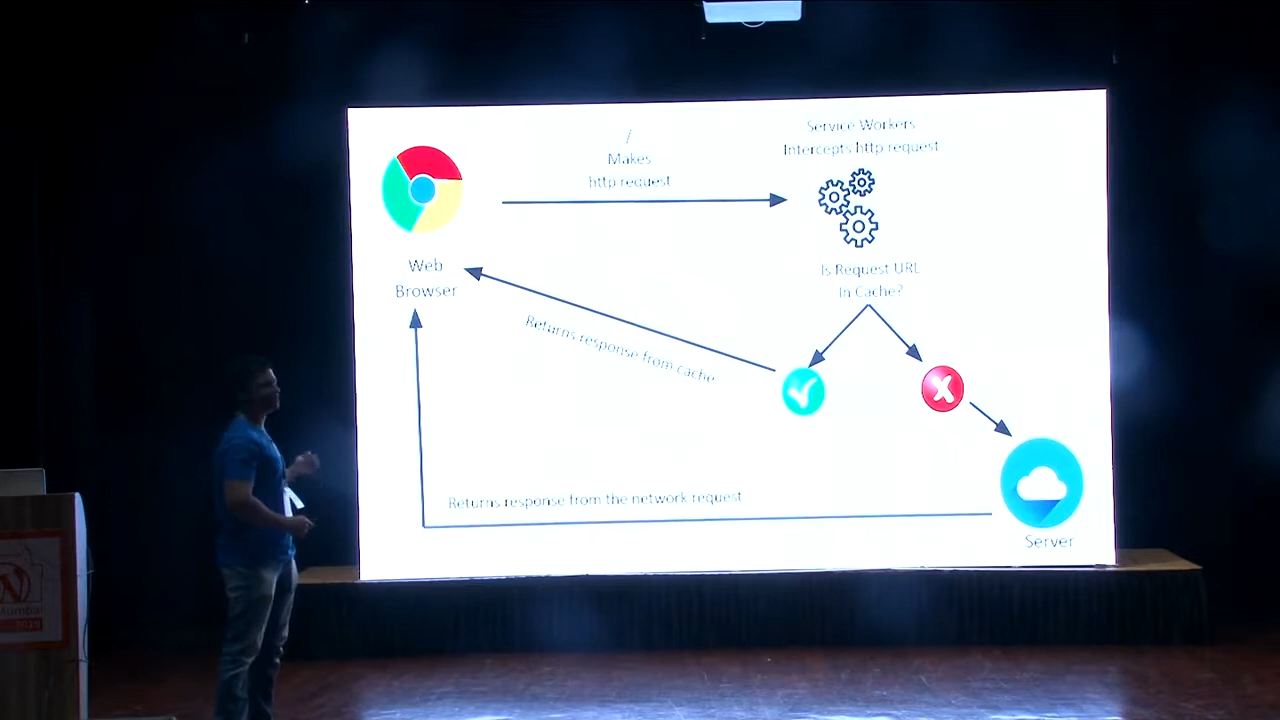 /
Makes
http request
Service Workers
Intercepts http request
Web
Browser
Is Request URL
In Cache?
Returns response from cache
Returns response from the network request
Server
Mumbai